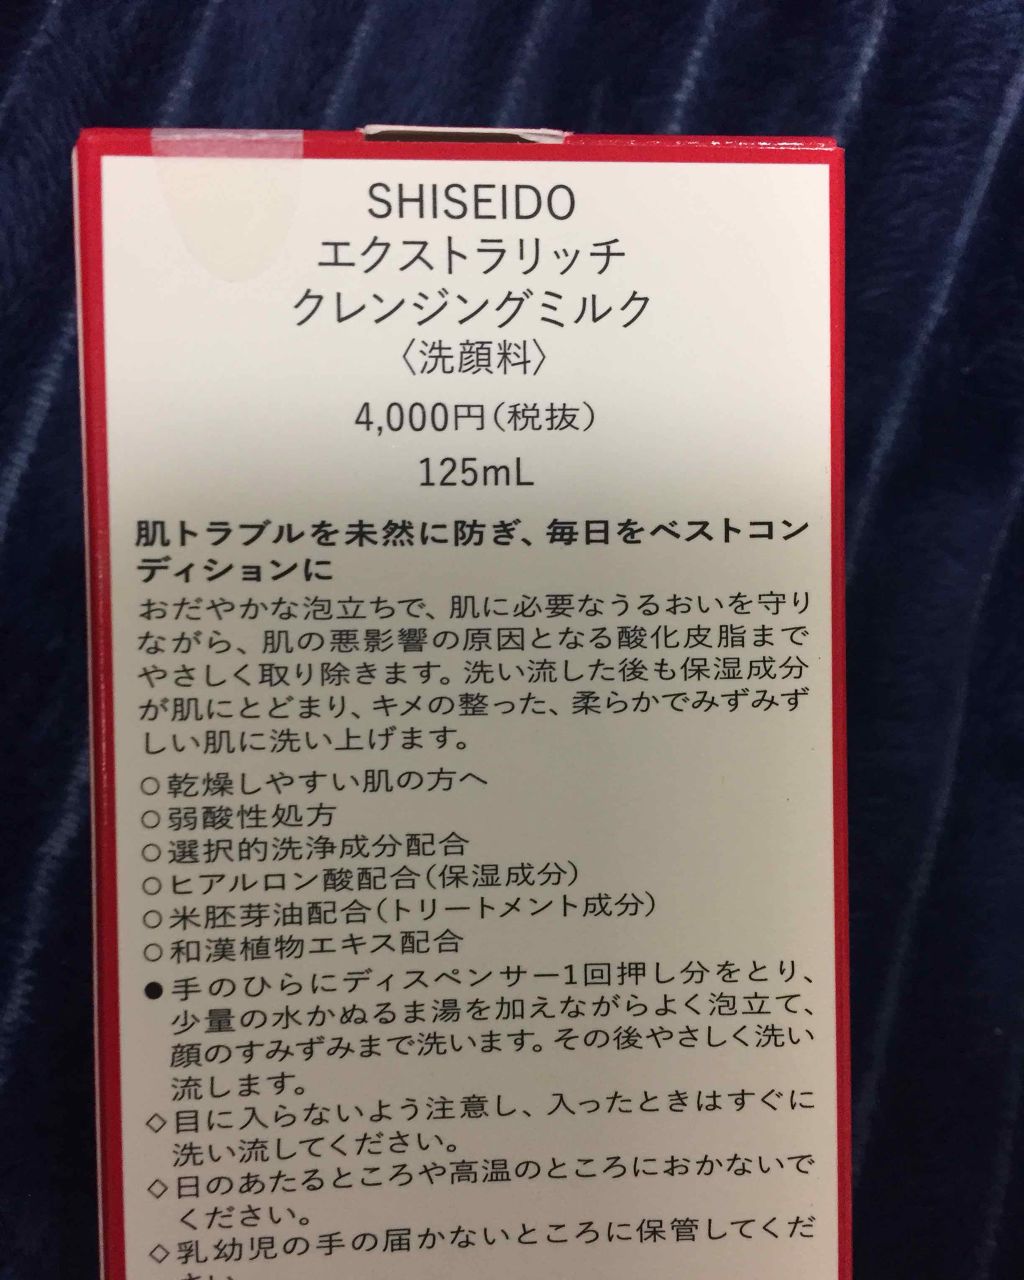 SHISEIDO
エクストラリッチ
クレンジングミルク
〈洗顔料〉
4,000円(税抜)
125mL
肌トラブルを未然に防ぎ、毎日をベストコン
ディションに
おだやかな泡立ちで、肌に必要なうるおいを守り
ながら、肌の悪影響の原因となる酸化皮脂まで
やさしく取り除きます。洗い流した後も保湿成分
が肌にとどまり、キメの整った、柔らかでみずみず
しい肌に洗い上げます。
○乾燥しやすい肌の方へ
○弱酸性処方
○選択的洗浄成分配合
○ヒアルロン酸配合(保湿成分)
○米胚芽油配合(トリートメント成分)
○和漢植物エキス配合
●手のひらにディスペンサー1回押し分をとり、
少量の水かぬるま湯を加えながらよく泡立て、
顔のすみずみまで洗います。その後やさしく洗い
流します。
◇目に入らないよう注意し、入ったときはすぐに
洗い流してください。
◇日のあたるところや高温のところにおかないで
ください。
◇乳幼児の手の届かないところに保管してくだ
さい。